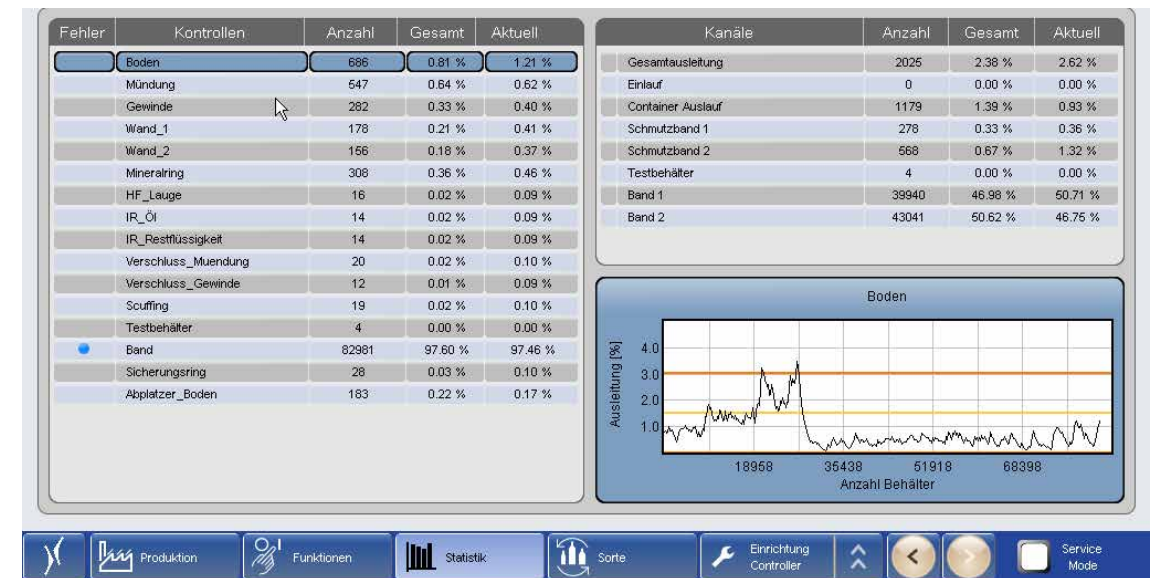 Fehler Kontrollen Anzahl Gesamt Aktuell
Boden 686 0.81 % 1.21 %
Mündung 547 0.64 % 0.62 %
Gewinde 282 0.33 % 0.40 %
Wand_1 178 0.21 % 0.41 %
Wand_2 156 0.18 % 0.37 %
Mineralring 308 0.36 % 0.46 %
HF_Lauge 16 0.02 % 0.09 %
IR_Öl 14 0.02 % 0.09 %
IR_Restflüssigkeit 14 0.02 % 0.09 %
Verschluss_Muendung 20 0.02 % 0.10 %
Verschluss_Gewinde 12 0.01 % 0.09 %
Scuffing 19 0.02 % 0.10 %
Testbehälter 4 0.00 % 0.00 %
Band 82981 97.60 % 97.46 %
Sicherungsring 28 0.03 % 0.10 %
Abplatzer_Boden 183 0.22 % 0.17 %
Kanäle Anzahl Gesamt Aktuell
Gesamtausleitung 2025 2.38 % 2.62 %
Einlauf 0 0.00 % 0.00 %
Container Auslauf 1179 1.39 % 0.93 %
Schmutzband 1 278 0.33 % 0.36 %
Schmutzband 2 568 0.67 % 1.32 %
Testbehälter 4 0.00 % 0.00 %
Band 1 39940 46.98 % 50.71 %
Band 2 43041 50.62 % 46.75 %
Boden
Ausleitung [%]
4.0
3.0
2.0
1.0
18958 35438 51918 68398
Anzahl Behälter
Produktion Funktionen Statistik Sorte Einrichtung Controller Service Mode